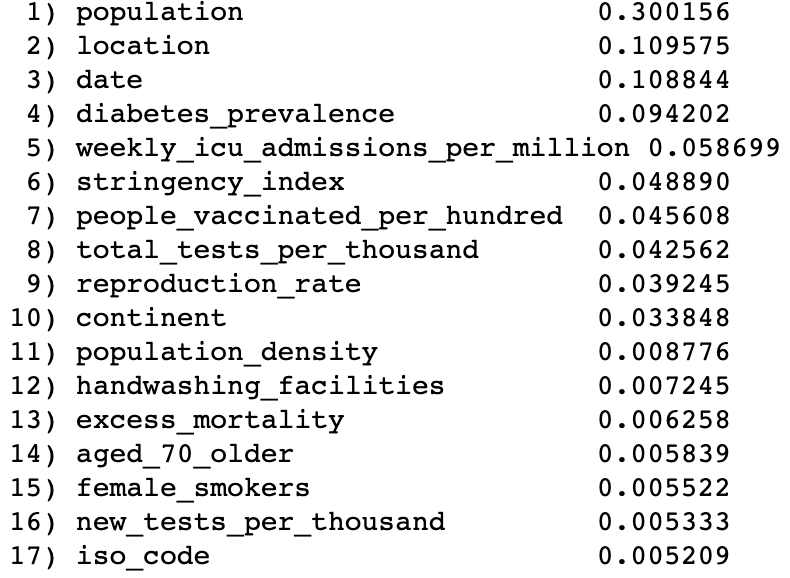 1) population 0.300156
2) location 0.109575
3) date 0.108844
4) diabetes_prevalence 0.094202
5) weekly_icu_admissions_per_million 0.058699
6) stringency_index 0.048890
7) people_vaccinated_per_hundred 0.045608
8) total_tests_per_thousand 0.042562
9) reproduction_rate 0.039245
10) continent 0.033848
11) population_density 0.008776
12) handwashing_facilities 0.007245
13) excess_mortality 0.006258
14) aged_70_older 0.005839
15) female_smokers 0.005522
16) new_tests_per_thousand 0.005333
17) iso_code 0.005209